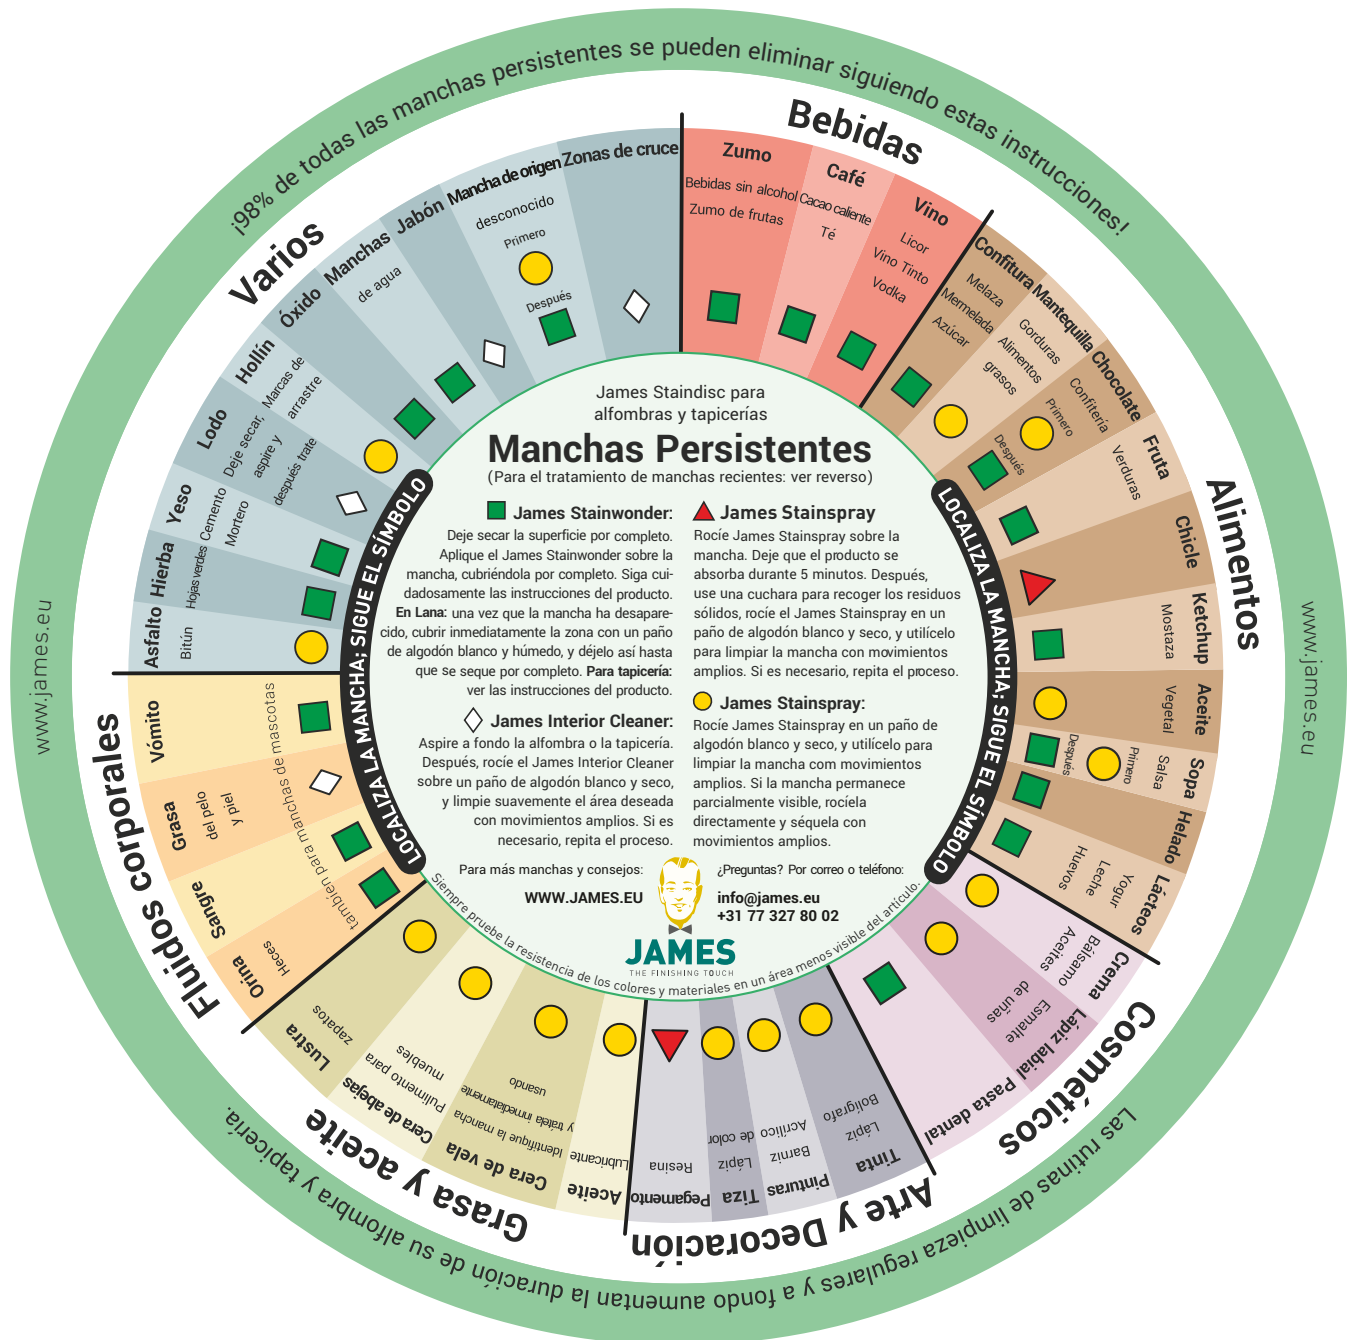 ¡98% de todas las manchas persistentes se pueden eliminar siguiendo estas instrucciones!
www.james.eu
Las rutinas de limpieza regulares y a fondo aumentan la duración de su alfombra y tapicería.
www.james.eu
Bebidas
Zumo
Bebidas sin alcohol
Zumo de frutas
Café
Cacao caliente
Té
Vino
Licor
Vino Tinto
Vodka
Alimentos
Confitura
Melaza
Mermelada
Azúcar
Mantequilla
Gorduras
Alimentos
grasos
Chocolate
Confitería
Primero
Después
Fruta
Verduras
Chicle
Ketchup
Mostaza
Aceite
Vegetal
Sopa
Salsa
Primero
Después
Helado
Lácteos
Yogur
Leche
Huevos
Cosméticos
Crema
Bálsamo
Aceites
Lápiz labial
Esmalte
de uñas
Pasta dental
Arte y Decoración
Tinta
Lápiz
Bolígrafo
Pinturas
Barniz
Acrílico
Tiza
Lápiz
de color
Pegamento
Resina
Grasa y aceite
Aceite
Lubricante
Cera de vela
Identifique la mancha
y trátela inmediatamente
usando
Cera de abejas
Pulimento para
muebles
Lustra
zapatos
Fluidos corporales
Orina
Heces
Sangre
Grasa
del pelo
y piel
Vómito
también para manchas de mascotas
Varios
Asfalto
Bitún
Hierba
Hojas verdes
Yeso
Cemento
Mortero
Lodo
Deje secar,
aspire y
después trate
Hollín
Marcas de
arrastre
Óxido
Manchas
de agua
Jabón
Mancha de origen
desconocido
Primero
Después
Zonas de cruce
LOCALIZA LA MANCHA; SIGUE EL SÍMBOLO
LOCALIZA LA MANCHA; SIGUE EL SÍMBOLO
James Staindisc para
alfombras y tapicerías
Manchas Persistentes
(Para el tratamiento de manchas recientes: ver reverso)
James Stainwonder:
Deje secar la superficie por completo.
Aplique el James Stainwonder sobre la
mancha, cubriéndola por completo. Siga cui-
dadosamente las instrucciones del producto.
En Lana: una vez que la mancha ha desapare-
cido, cubrir inmediatamente la zona con un paño
de algodón blanco y húmedo, y déjelo así hasta
que se seque por completo. Para tapicería:
ver las instrucciones del producto.
James Interior Cleaner:
Aspire a fondo la alfombra o la tapicería.
Después, rocíe el James Interior Cleaner
sobre un paño de algodón blanco y seco,
y limpie suavemente el área deseada
con movimientos amplios. Si es
necesario, repita el proceso.
James Stainspray
Rocíe James Stainspray sobre la
mancha. Deje que el producto se
absorba durante 5 minutos. Después,
use una cuchara para recoger los residuos
sólidos, rocíe el James Stainspray en un
paño de algodón blanco y seco, y utilícelo
para limpiar la mancha com movimientos
amplios. Si es necesario, repita el proceso.
James Stainspray:
Rocíe James Stainspray en un paño de
algodón blanco y seco, y utilícelo para
limpiar la mancha com movimientos
amplios. Si la mancha permanece
parcialmente visible, rocíela
directamente y séquela con
movimientos amplios.
Para más manchas y consejos:
WWW.JAMES.EU
¿Preguntas? Por correo o teléfono:
info@james.eu
+31 77 327 80 02
JAMES
THE FINISHING TOUCH
Siempre pruebe la resistencia de los colores y materiales en un área menos visible del artículo.